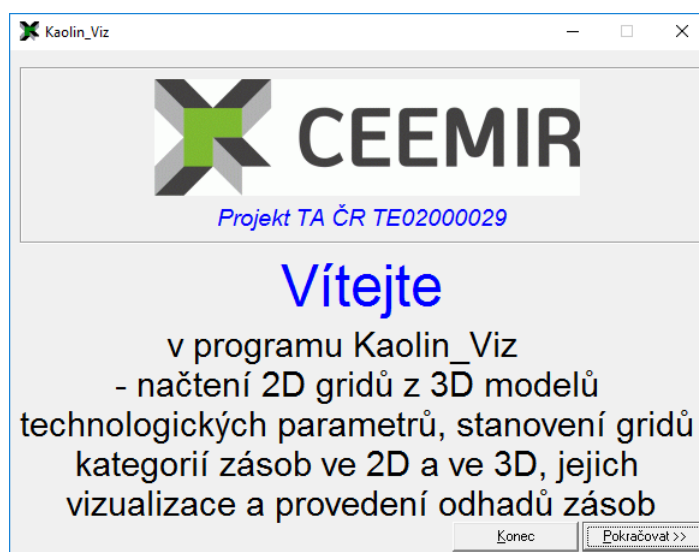 Kaolin_Viz
CEEMIR
Projekt TA ČR TE02000029
Vítejte
v programu Kaolin_Viz
- načtení 2D gridů z 3D modelů
technologických parametrů, stanovení gridů
kategorií zásob ve 2D a ve 3D, jejich
vizualizace a provedení odhadů zásob
Konec
Pokračovat >>